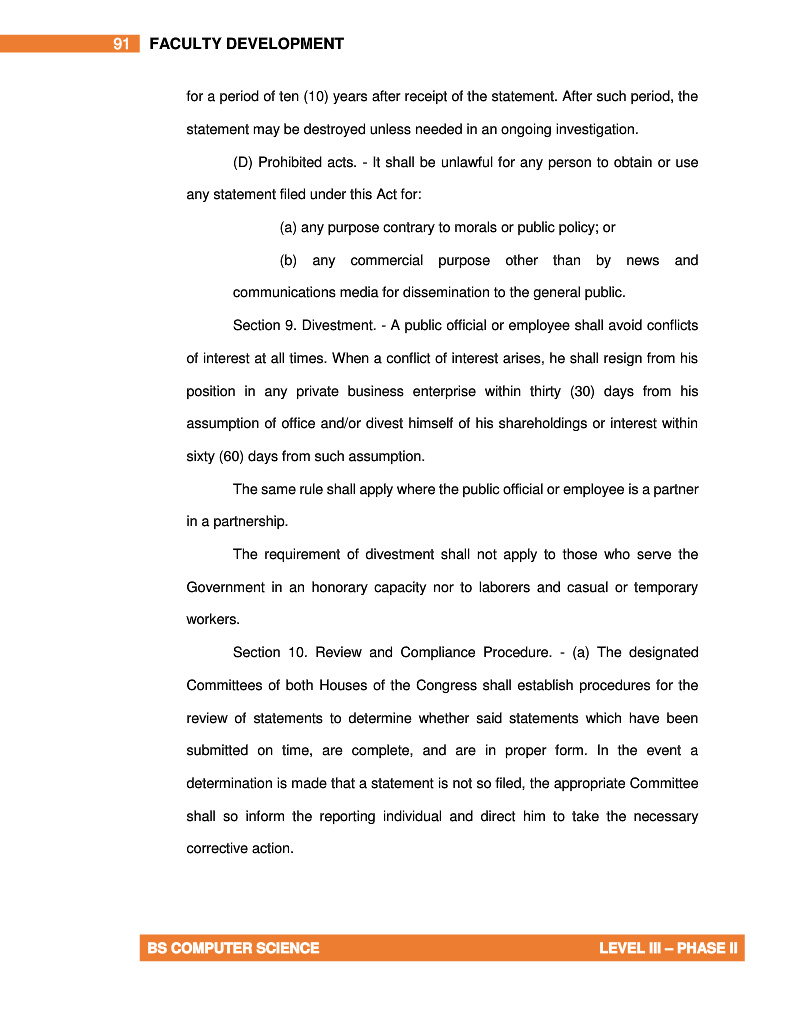 91 FACULTY DEVELOPMENT
for a period of ten (10) years after receipt of the statement. After such period, the
statement may be destroyed unless needed in an ongoing investigation.
(D) Prohibited acts. - It shall be unlawful for any person to obtain or use
any statement filed under this Act for:
(a) any purpose contrary to morals or public policy; or
(b) any commercial purpose other than by news and
communications media for dissemination to the general public.
Section 9. Divestment. - A public official or employee shall avoid conflicts
of interest at all times. When a conflict of interest arises, he shall resign from his
position in any private business enterprise within thirty (30) days from his
assumption of office and/or divest himself of his shareholdings or interest within
sixty (60) days from such assumption.
The same rule shall apply where the public official or employee is a partner
in a partnership.
The requirement of divestment shall not apply to those who serve the
Government in an honorary capacity nor to laborers and casual or temporary
workers.
Section 10. Review and Compliance Procedure. - (a) The designated
Committees of both Houses of the Congress shall establish procedures for the
review of statements to determine whether said statements which have been
submitted on time, are complete, and are in proper form. In the event a
determination is made that a statement is not so filed, the appropriate Committee
shall so inform the reporting individual and direct him to take the necessary
corrective action.
BS COMPUTER SCIENCE LEVEL III – PHASE II